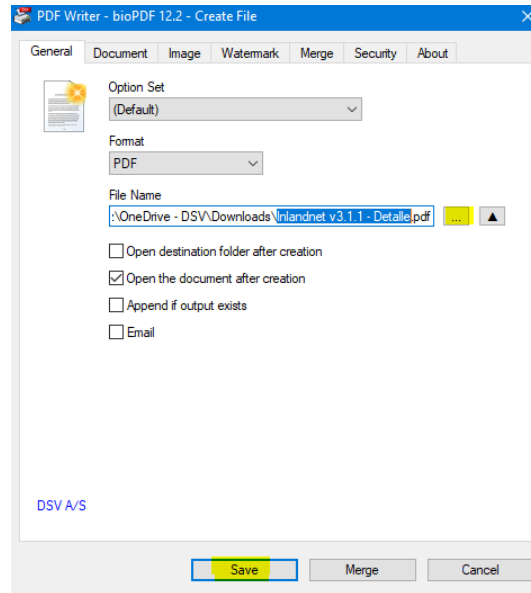 PDF Writer - bioPDF 12.2 - Create File
General Document Image Watermark Merge Security About
Option Set
(Default)
Format
PDF
File Name
:\OneDrive - DSV\Downloads\Inlandnet v3.1.1 - Detalle.pdf ... ▲
Open destination folder after creation
Open the document after creation
Append if output exists
Email
DSV A/S
Save Merge Cancel